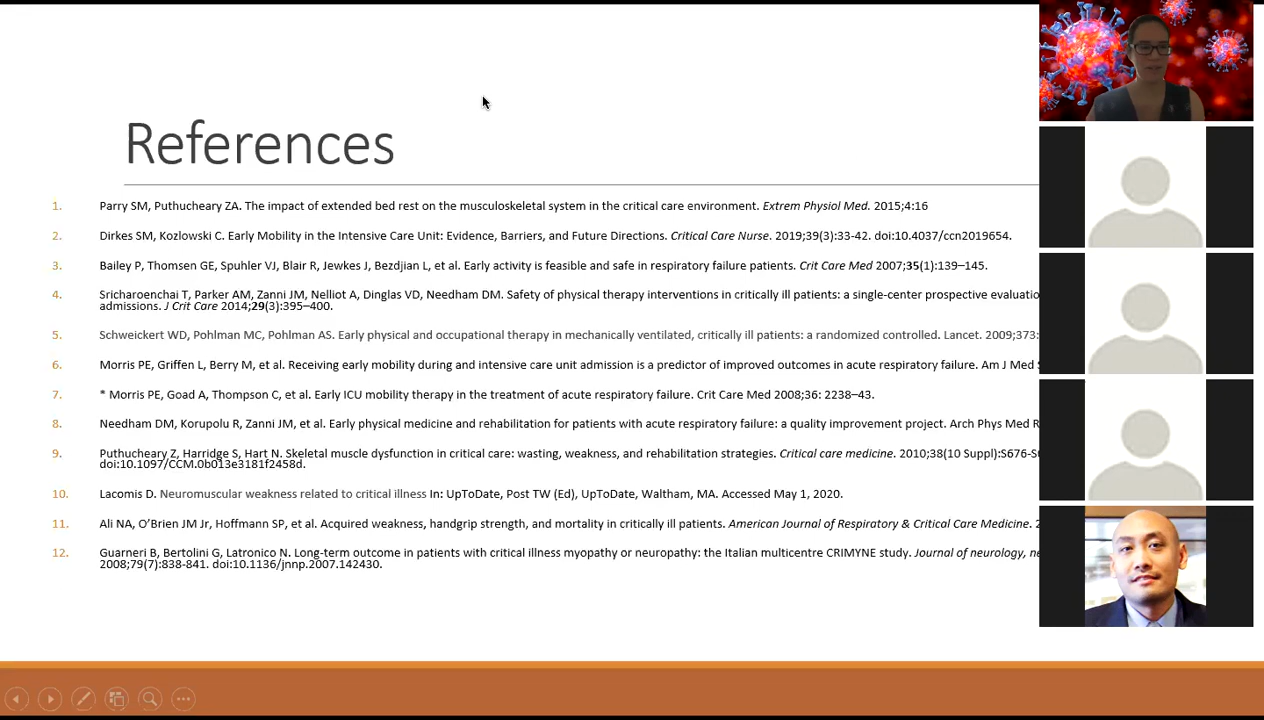 References
1. Parry SM, Puthucheary ZA. The impact of extended bed rest on the musculoskeletal system in the critical care environment. Extrem Physiol Med. 2015;4:16
2. Dirkes SM, Kozlowski C. Early Mobility in the Intensive Care Unit: Evidence, Barriers, and Future Directions. Critical Care Nurse. 2019;39(3):33-42. doi:10.4037/ccn2019654.
3. Bailey P, Thomsen GE, Spuhler VJ, Blair R, Jewkes J, Bezdjian L, et al. Early activity is feasible and safe in respiratory failure patients. Crit Care Med 2007;35(1):139–145.
4. Sricharoenchai T, Parker AM, Zanni JM, Nelliot A, Dinglas VD, Needham DM. Safety of physical therapy interventions in critically ill patients: a single-center prospective evaluatio
admissions. J Crit Care 2014;29(3):395–400.
5. Schweickert WD, Pohlman MC, Pohlman AS. Early physical and occupational therapy in mechanically ventilated, critically ill patients: a randomized controlled. Lancet. 2009;373:
6. Morris PE, Griffen L, Berry M, et al. Receiving early mobility during and intensive care unit admission is a predictor of improved outcomes in acute respiratory failure. Am J Med
7. * Morris PE, Goad A, Thompson C, et al. Early ICU mobility therapy in the treatment of acute respiratory failure. Crit Care Med 2008;36: 2238–43.
8. Needham DM, Korupolu R, Zanni JM, et al. Early physical medicine and rehabilitation for patients with acute respiratory failure: a quality improvement project. Arch Phys Med R
9. Puthucheary Z, Harridge S, Hart N. Skeletal muscle dysfunction in critical care: wasting, weakness, and rehabilitation strategies. Critical care medicine. 2010;38(10 Suppl):S676-S
doi:10.1097/CCM.0b013e3181f2458d.
10. Lacomis D. Neuromuscular weakness related to critical illness In: UpToDate, Post TW (Ed), UpToDate, Waltham, MA. Accessed May 1, 2020.
11. Ali NA, O’Brien JM Jr, Hoffmann SP, et al. Acquired weakness, handgrip strength, and mortality in critically ill patients. American Journal of Respiratory & Critical Care Medicine.
12. Guarneri B, Bertolini G, Latronico N. Long-term outcome in patients with critical illness myopathy or neuropathy: the Italian multicentre CRIMYNE study. Journal of neurology, ne
2008;79(7):838-841. doi:10.1136/jnnp.2007.142430.